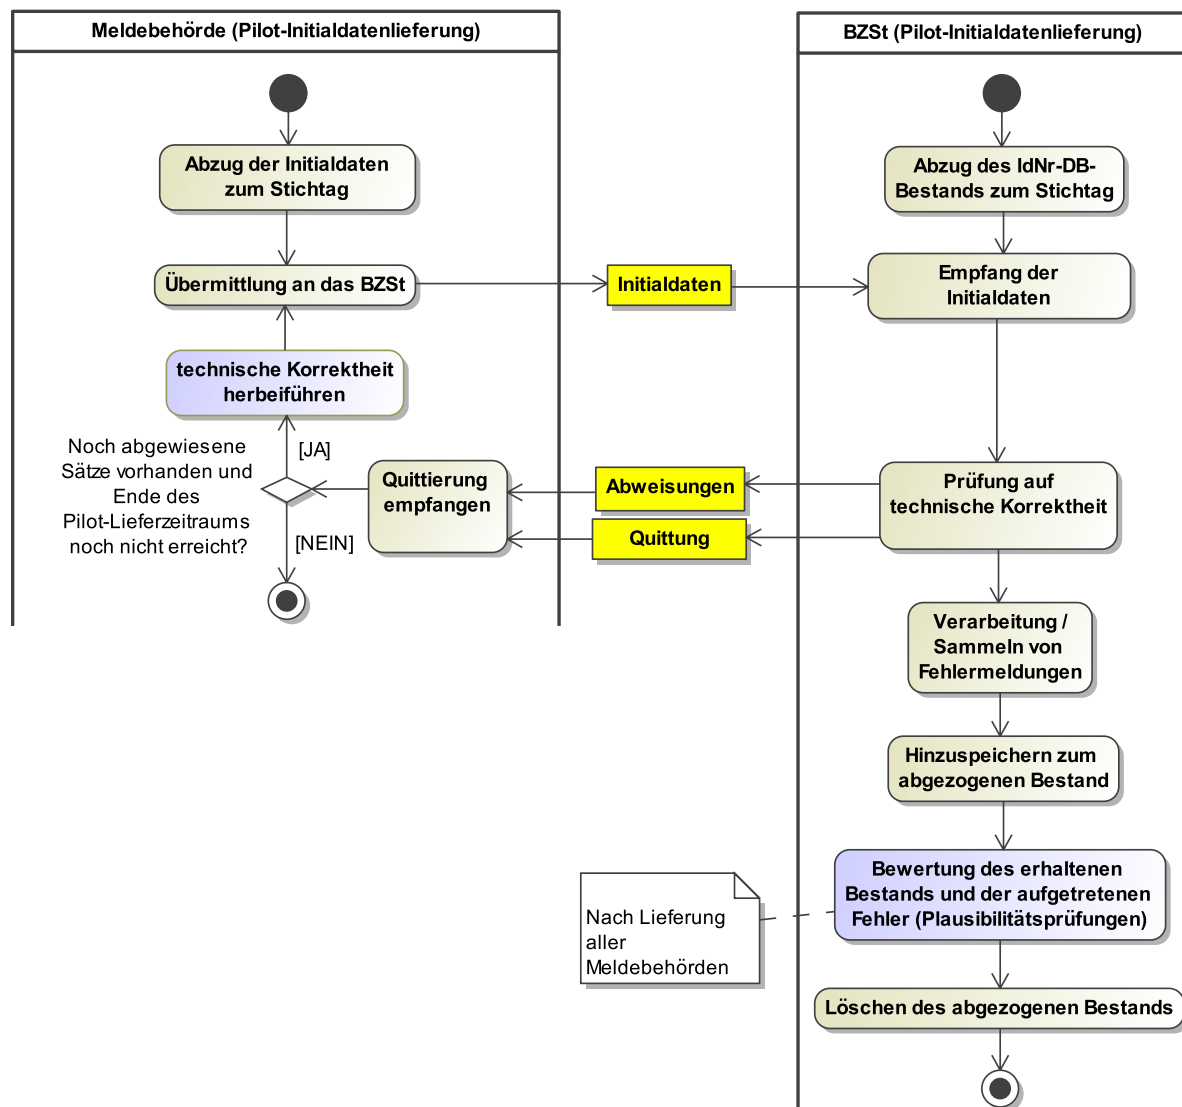 Meldebehörde (Pilot-Initialdatenlieferung)
Abzug der Initialdaten
zum Stichtag
Übermittlung an das BZSt
technische Korrektheit
herbeiführen
Noch abgewiesene
Sätze vorhanden und
Ende des
Pilot-Lieferzeitraums
noch nicht erreicht?
[JA]
[NEIN]
Quittierung
empfangen
Initialdaten
Abweisungen
Quittung
BZSt (Pilot-Initialdatenlieferung)
Abzug des IdNr-DB-
Bestands zum Stichtag
Empfang der
Initialdaten
Prüfung auf
technische Korrektheit
Verarbeitung /
Sammeln von
Fehlermeldungen
Hinzuspeichern zum
abgezogenen Bestand
Bewertung des erhaltenen
Bestands und der aufgetretenen
Fehler (Plausibilitätsprüfungen)
Nach Lieferung
aller
Meldebehörden
Löschen des abgezogenen Bestands